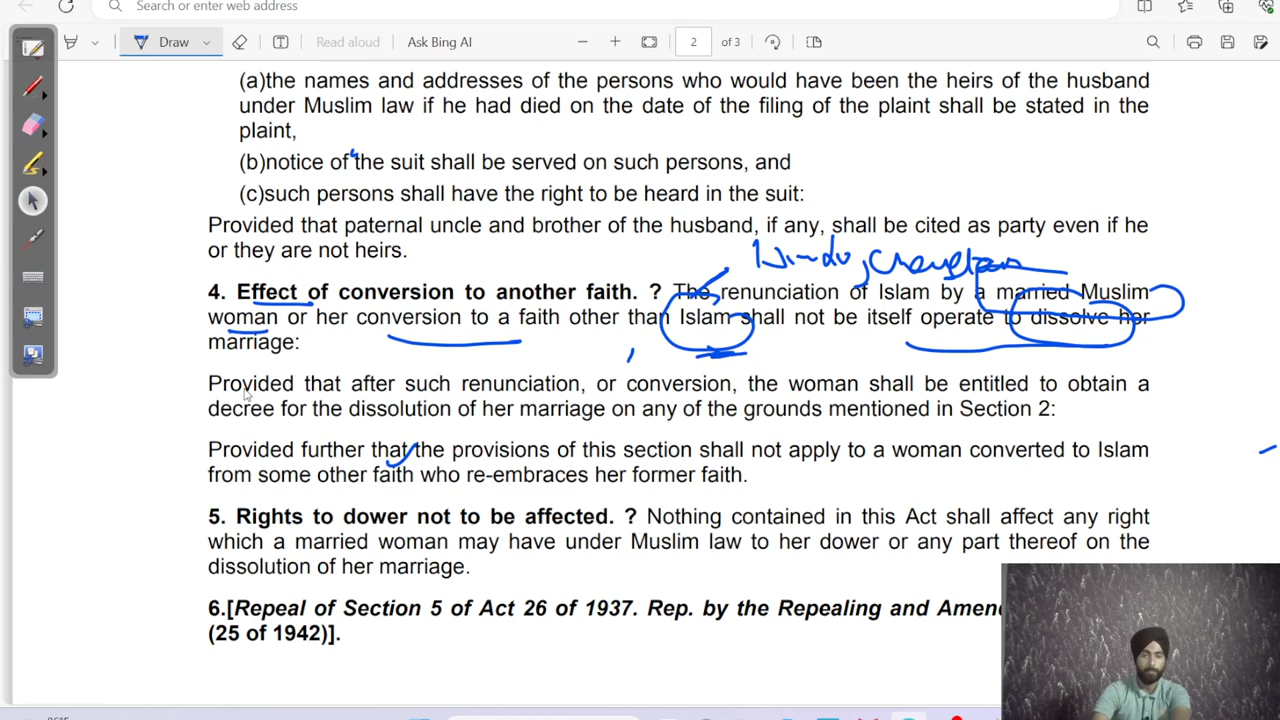 Search or enter web address
Draw
Read aloud
Ask Bing AI
2
of 3
(a)the names and addresses of the persons who would have been the heirs of the husband
under Muslim law if he had died on the date of the filing of the plaint shall be stated in the
plaint,
(b)notice of the suit shall be served on such persons, and
(c)such persons shall have the right to be heard in the suit:
Provided that paternal uncle and brother of the husband, if any, shall be cited as party even if he
or they are not heirs.
Hindu,
4. Effect of conversion to another faith. ? The renunciation of Islam by a married Muslim
woman or her conversion to a faith other than Islam shall not be itself operate to dissolve her
marriage:
Provided that after such renunciation, or conversion, the woman shall be entitled to obtain a
decree for the dissolution of her marriage on any of the grounds mentioned in Section 2:
Provided further that the provisions of this section shall not apply to a woman converted to Islam
from some other faith who re-embraces her former faith.
5. Rights to dower not to be affected. ? Nothing contained in this Act shall affect any right
which a married woman may have under Muslim law to her dower or any part thereof on the
dissolution of her marriage.
6.[Repeal of Section 5 of Act 26 of 1937. Rep. by the Repealing and Amen
(25 of 1942)].